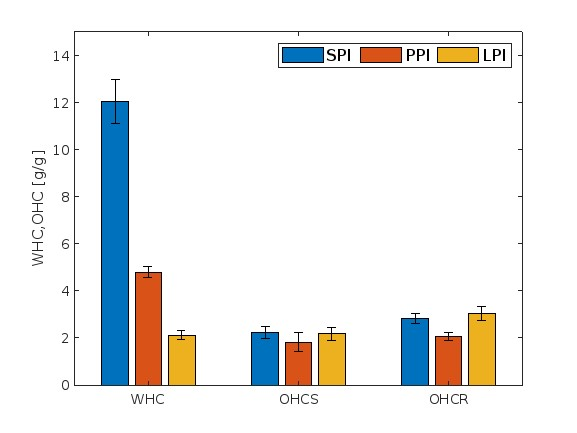 SPI PPI LPI
14
12
10
8
6
4
2
0
WHC,OHC [g/g]
WHC OHCS OHCR